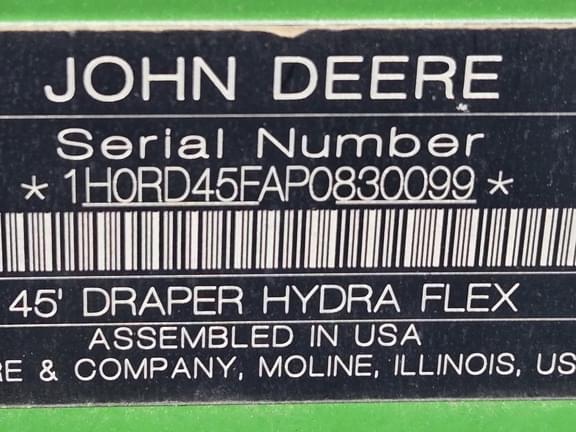 JOHN DEERE
Serial Number
* 1H0RD45FAP0830099 *
45' DRAPER HYDRA FLEX
ASSEMBLED IN USA
RE & COMPANY, MOLINE, ILLINOIS, US